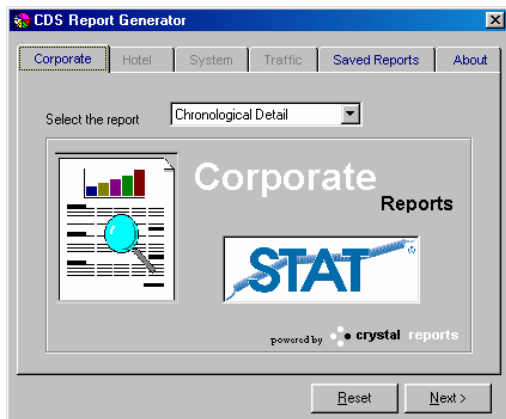 CDS Report Generator
Corporate Hotel System Traffic Saved Reports About
Select the report Chronological Detail
Corporate
Reports
STAT ®
powered by crystal reports
Reset Next >